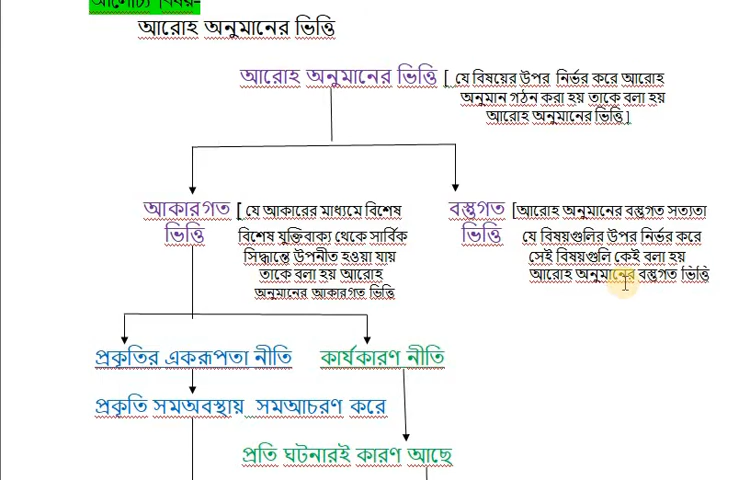 আলোচ্য বিষয়-
আরোহ অনুমানের ভিত্তি
আরোহ অনুমানের ভিত্তি [ যে বিষয়ের উপর নির্ভর করে আরোহ
অনুমান গঠন করা হয় তাকে বলা হয়
আরোহ অনুমানের ভিত্তি]
আকারগত [ যে আকারের মাধ্যমে বিশেষ
ভিত্তি বিশেষ যুক্তিবাক্য থেকে সার্বিক
সিদ্ধান্তে উপনীত হওয়া যায়
তাকে বলা হয় আরোহ
অনুমানের আকারগত ভিত্তি
বস্তুগত [আরোহ অনুমানের বস্তুগত সত্যতা
ভিত্তি যে বিষয়গুলির উপর নির্ভর করে
সেই বিষয়গুলি কেই বলা হয়
আরোহ অনুমানের বস্তুগত ভিত্তি
প্রকৃতির একরূপতা নীতি
কার্যকারণ নীতি
প্রকৃতি সমঅবস্থায় সমআচরণ করে
প্রতি ঘটনারই কারণ আছে